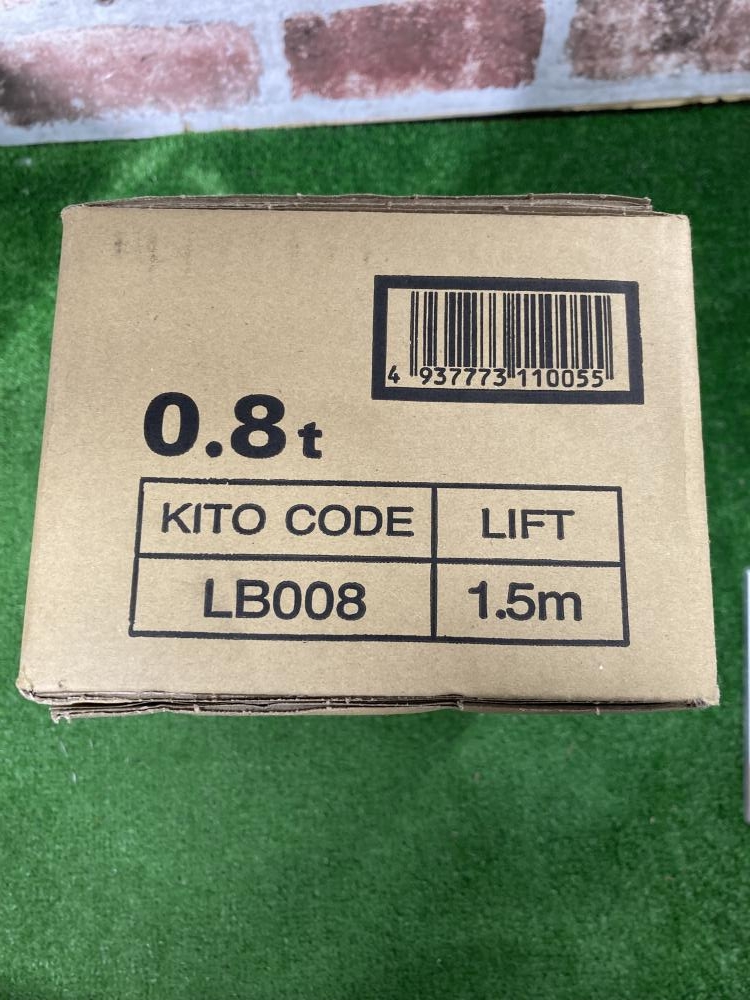 4 937773 110055
0.8t
KITO CODE LIFT
LB008 1.5m